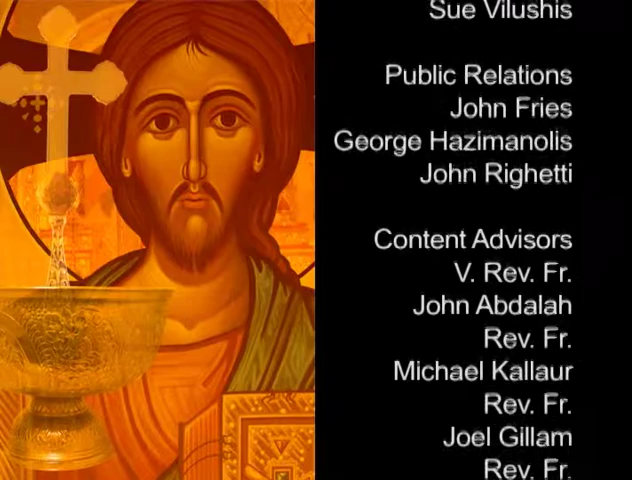 Sue Vilushis
Public Relations
John Fries
George Hazimanolis
John Righetti
Content Advisors
V. Rev. Fr.
John Abdalah
Rev. Fr.
Michael Kallaur
Rev. Fr.
Joel Gillam
Rev. Fr.